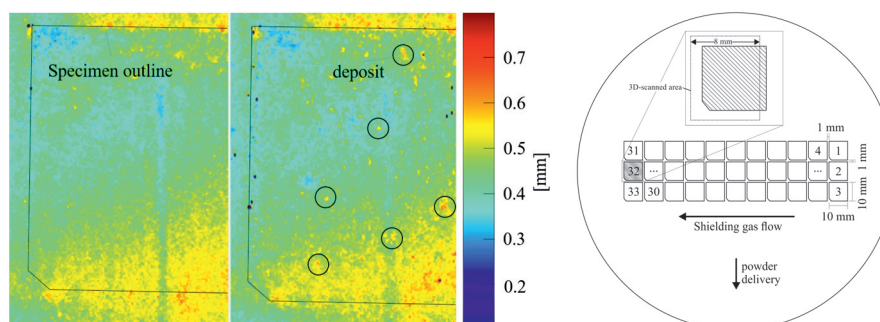 Specimen outline
deposit
0.7
0.6
0.5
0.4
0.3
0.2
[mm]
8 mm
3D-scanned area
1 mm
31 4 1
32 ... ... 2
33 30 3
1 mm
10 mm
10 mm
Shielding gas flow
powder
delivery